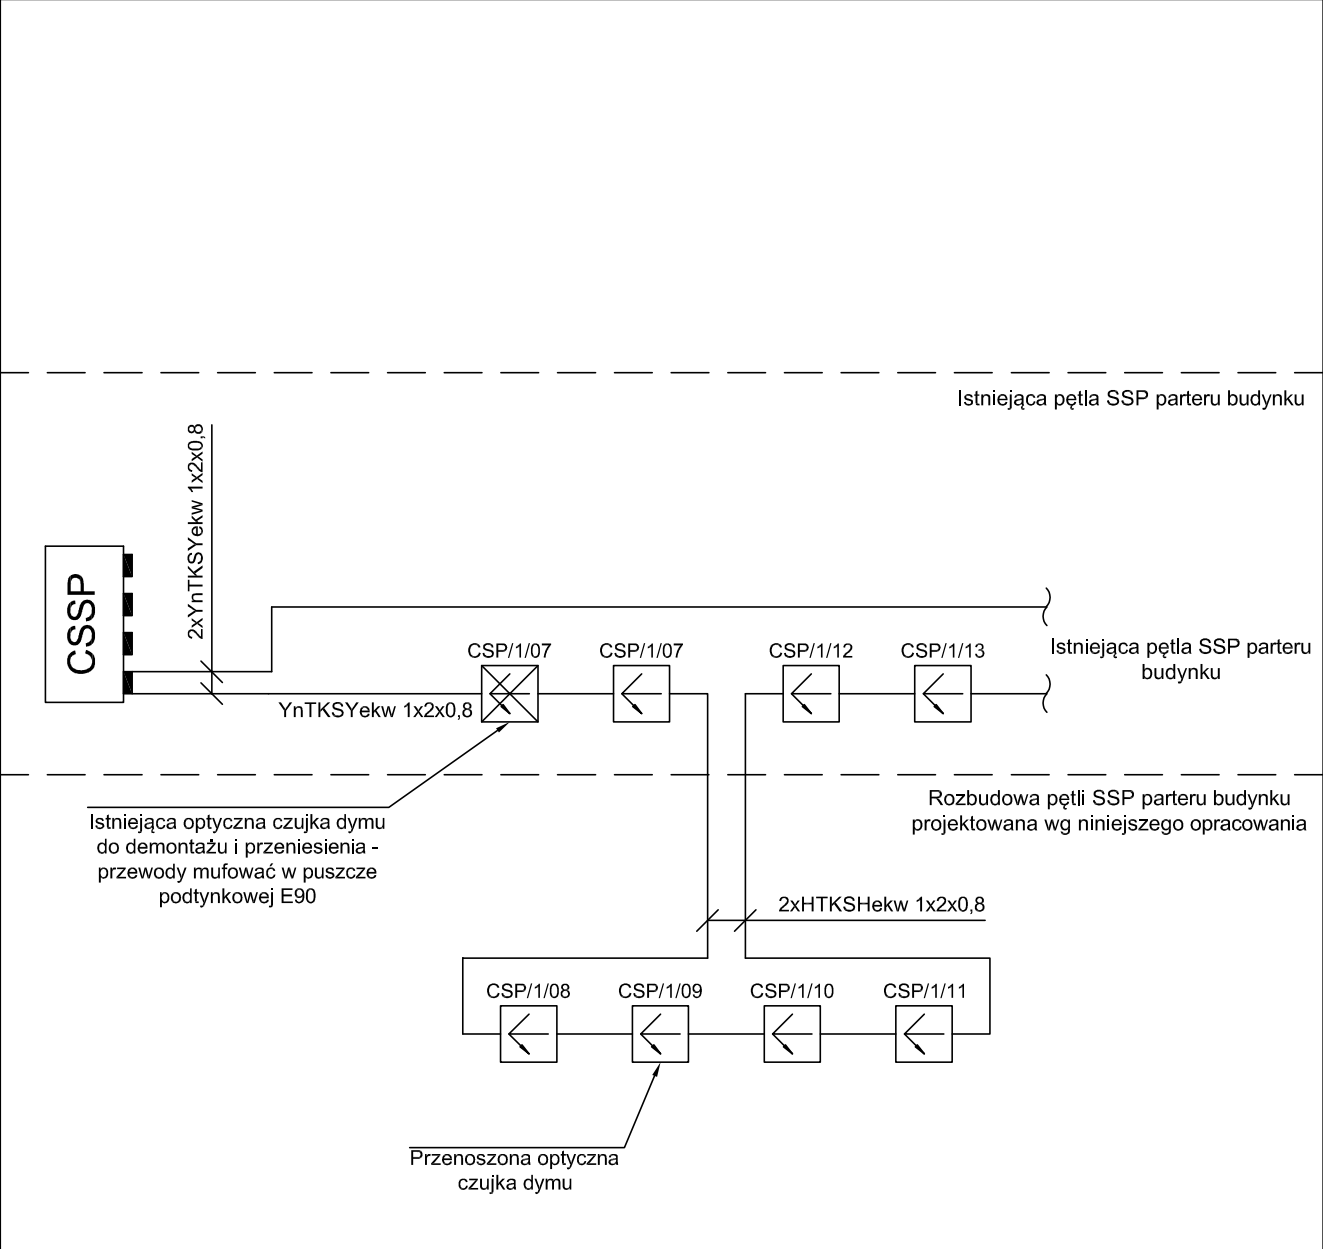 Istniejąca pętla SSP parteru budynku
2xYnTKSYekw 1x2x0,8
CSSP
CSP/1/07
CSP/1/07
CSP/1/12
CSP/1/13
Istniejąca pętla SSP parteru
budynku
YnTKSYekw 1x2x0,8
Rozbudowa pętli SSP parteru budynku
projektowana wg niniejszego opracowania
Istniejąca optyczna czujka dymu
do demontażu i przeniesienia -
przewody mufować w puszcze
podtynkowej E90
2xHTKSHekw 1x2x0,8
CSP/1/08
CSP/1/09
CSP/1/10
CSP/1/11
Przenoszona optyczna
czujka dymu